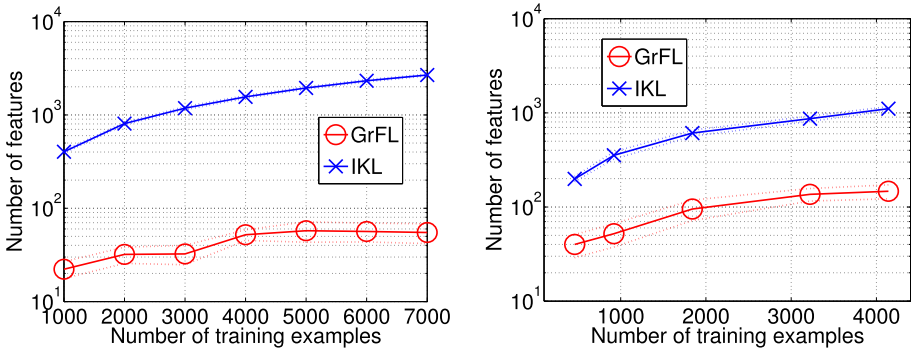 10^4
10^3
10^2
10^1
Number of features
GrFL
IKL
1000 2000 3000 4000 5000 6000 7000
Number of training examples
10^4
10^3
10^2
10^1
Number of features
GrFL
IKL
1000 2000 3000 4000
Number of training examples